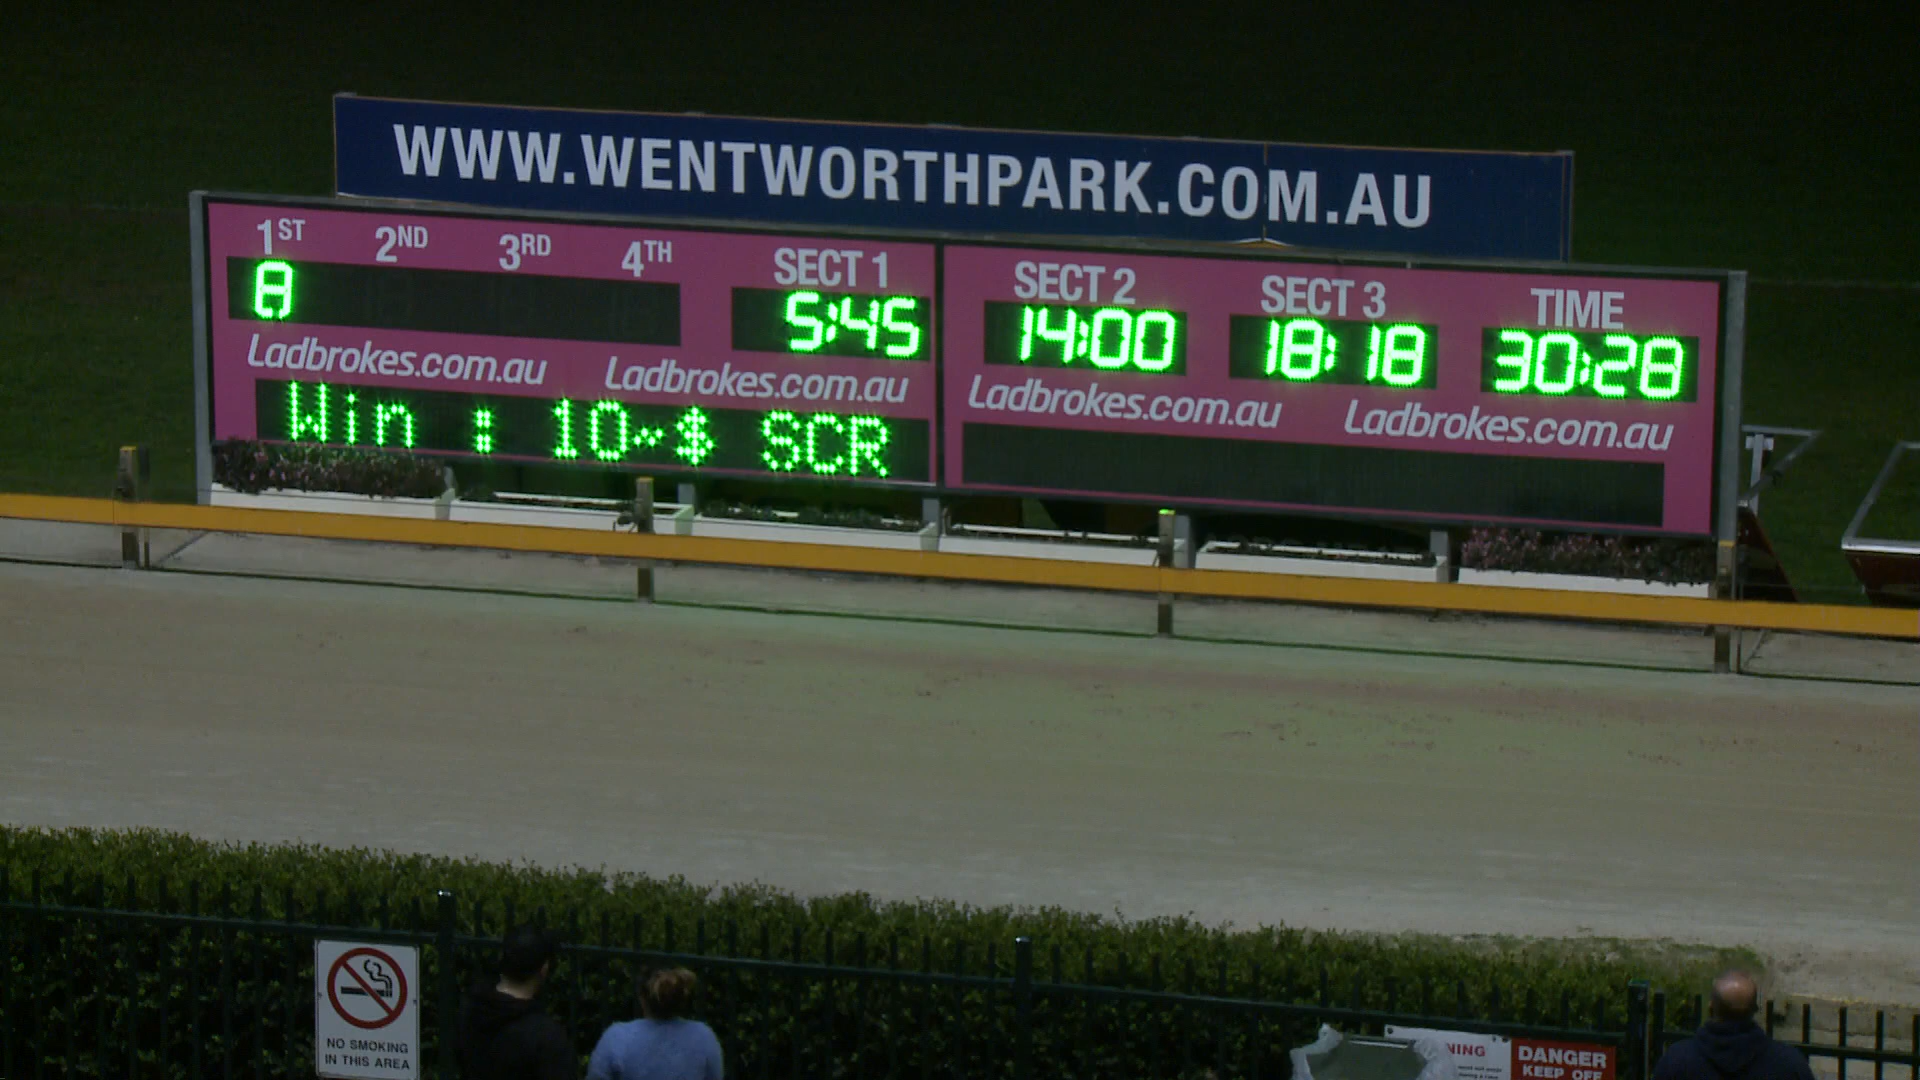 WWW.WENTWORTHPARK.COM.AU
1ST 2ND 3RD 4TH SECT 1 SECT 2 SECT 3 TIME
8 5:45 14:00 18:18 30:28
Ladbrokes.com.au Ladbrokes.com.au Ladbrokes.com.au Ladbrokes.com.au
Win : 10~$ SCR
NO SMOKING
IN THIS AREA
DANGER
KEEP OFF